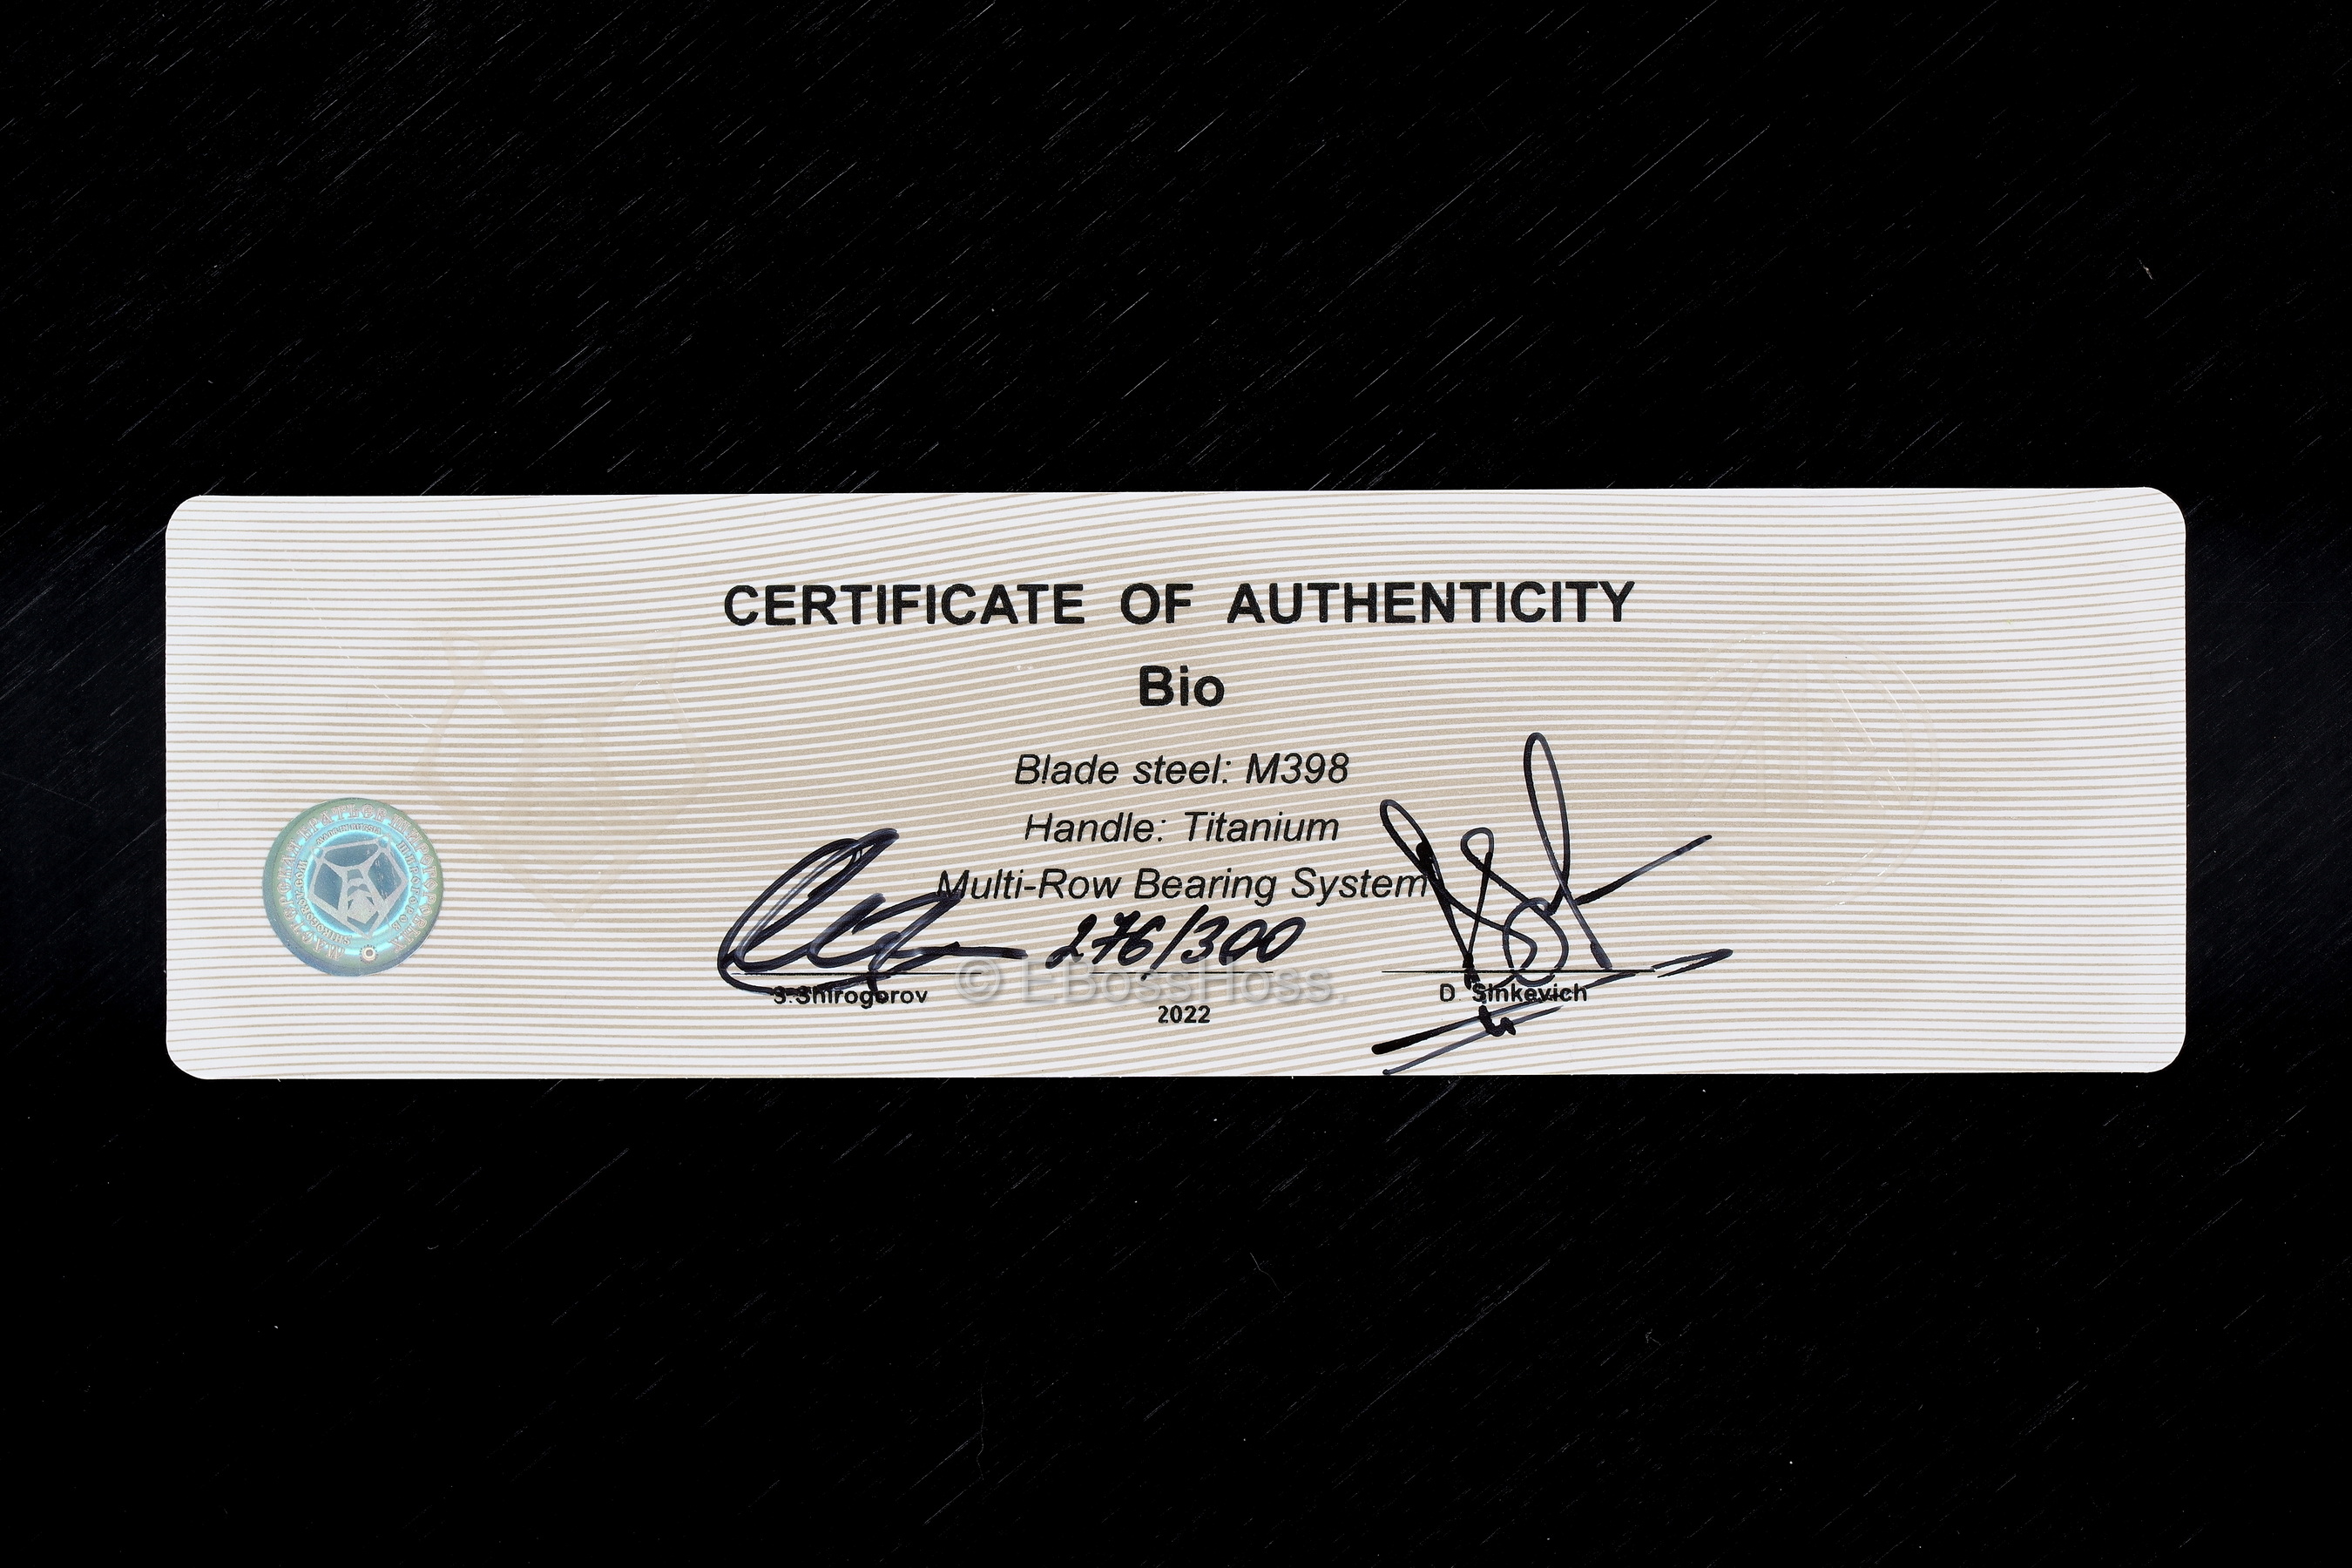 CERTIFICATE OF AUTHENTICITY
Bio
Blade steel: M398
Handle: Titanium
Multi-Row Bearing System
276/300
S.Shirogorov
© EBossHoss.
D. Sinkevich
2022